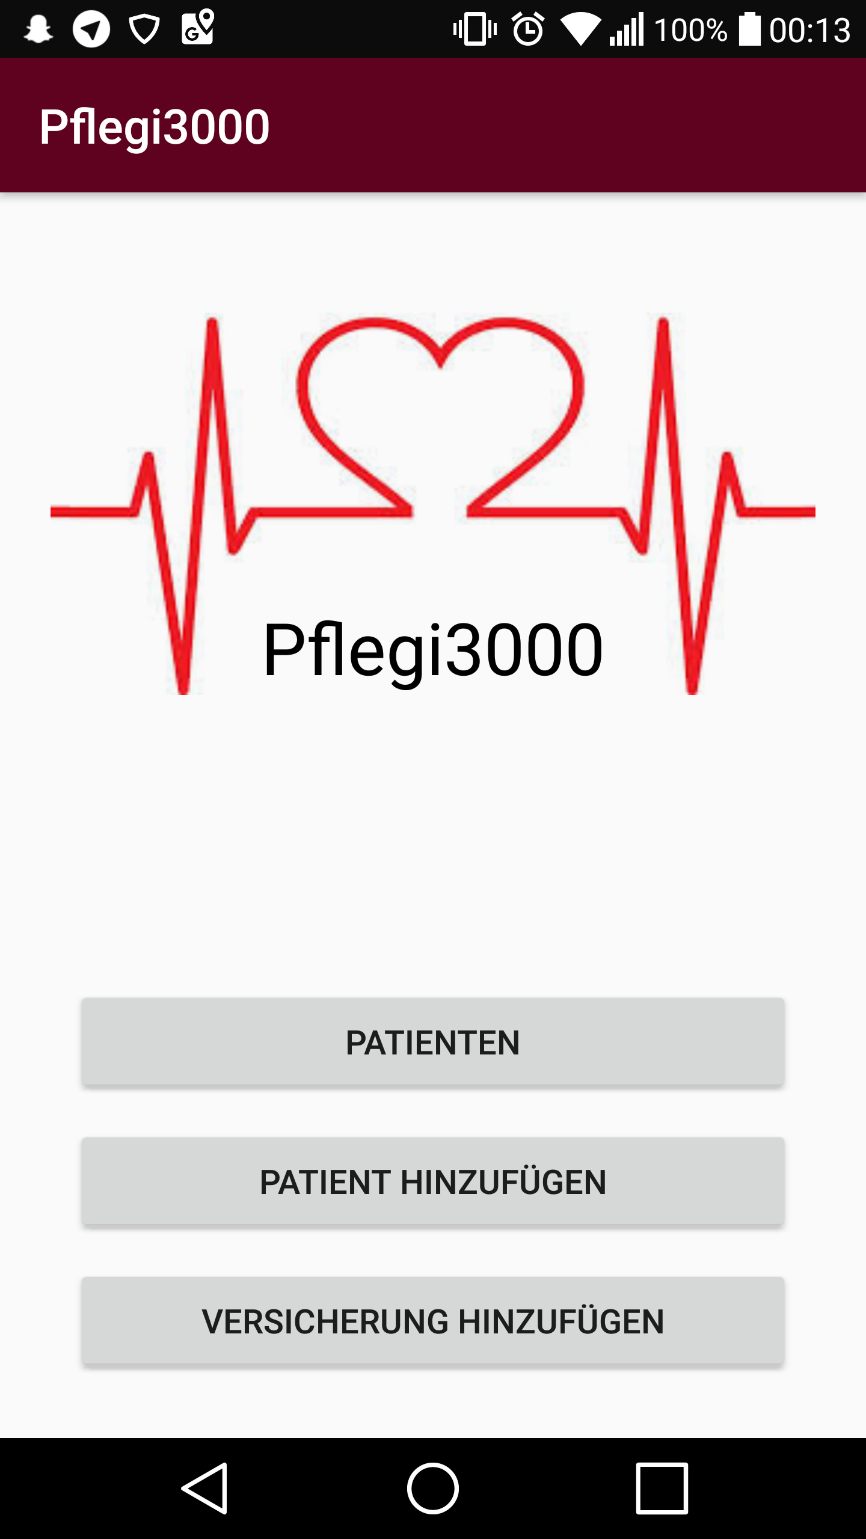 100% 00:13
Pflegi3000
Pflegi3000
PATIENTEN
PATIENT HINZUFÜGEN
VERSICHERUNG HINZUFÜGEN